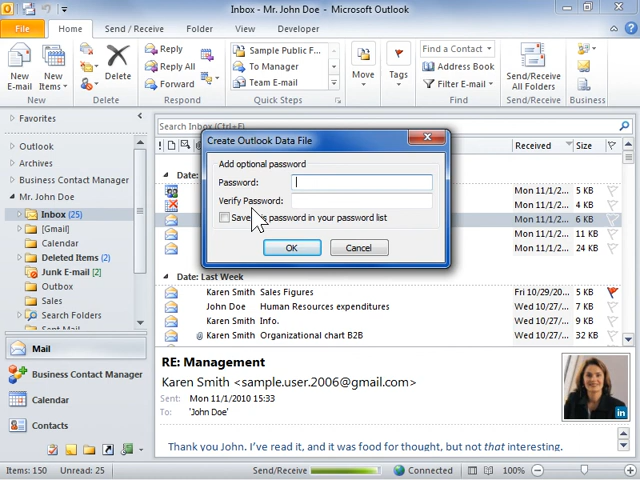 Inbox - Mr. John Doe - Microsoft Outlook
File Home Send / Receive Folder View Developer
New E-mail
New Items
New
Delete
Delete
Reply
Reply All
Forward
Respond
Sample Public F...
To Manager
Team E-mail
Quick Steps
Move
Tags
Find a Contact
Address Book
Filter E-mail
Find
Send/Receive All Folders
Send/Receive
Business
Favorites
Outlook
Archives
Business Contact Manager
Mr. John Doe
Inbox (25)
[Gmail]
Calendar
Deleted Items (2)
Junk E-mail [2]
Outbox
Sales
Search Folders
Sent Mail
Mail
Business Contact Manager
Calendar
Contacts
Search Inbox (Ctrl+E)
Received Size
Date:
Mon 11/1/2... 5 KB
Mon 11/1/2... 4 KB
Mon 11/1/2... 6 KB
Mon 11/1/2... 11 KB
Mon 11/1/2... 24 KB
Create Outlook Data File
Add optional password
Password:
Verify Password:
Save password in your password list
OK Cancel
Date: Last Week
Karen Smith Sales Figures Fri 10/29/20... 6 KB
John Doe Human Resources expenditures Wed 10/27/... 7 KB
Karen Smith Info. Wed 10/27/... 9 KB
Karen Smith Organizational chart B2B Wed 10/27/... 32 KB
RE: Management
Karen Smith <sample.user.2006@gmail.com>
Sent: Mon 11/1/2010 15:33
To: 'John Doe'
in
Thank you John. I've read it, and it was food for thought, but not that interesting.
Items: 150 Unread: 25 Send/Receive Connected 100%